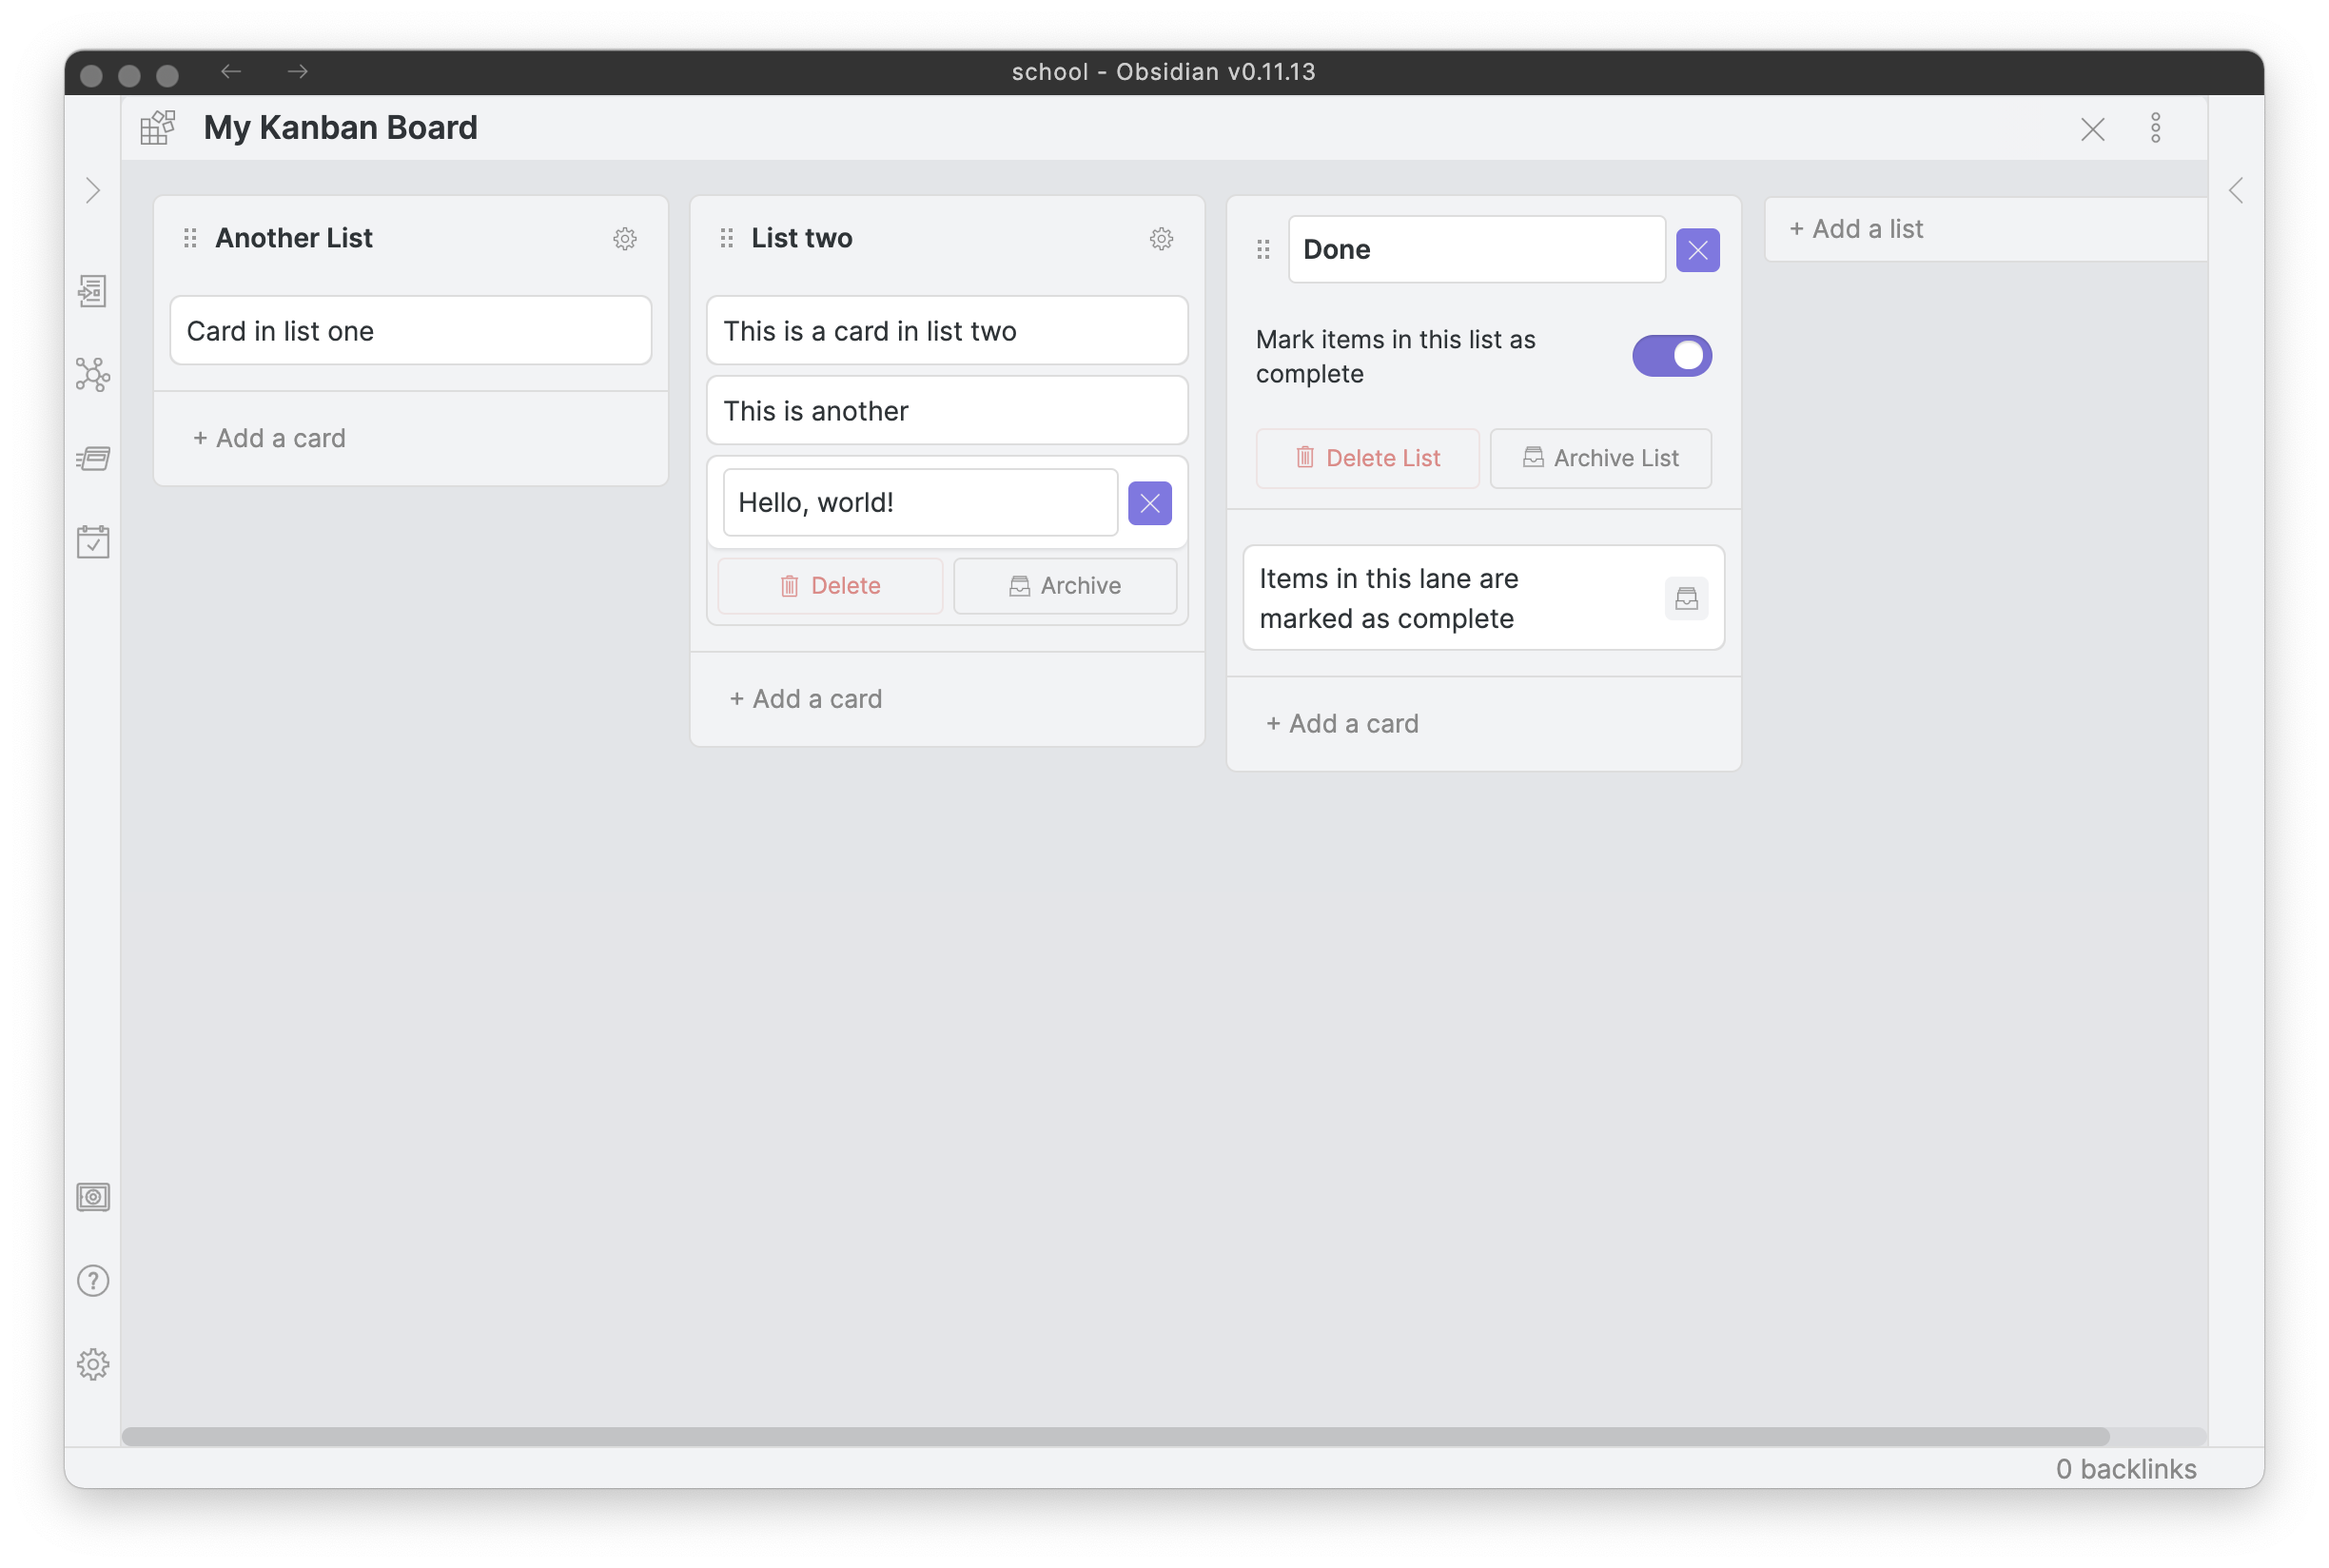 school - Obsidian v0.11.13
My Kanban Board
Another List
Card in list one
+ Add a card
List two
This is a card in list two
This is another
Hello, world!
Delete
Archive
+ Add a card
Done
Mark items in this list as
complete
Delete List
Archive List
Items in this lane are
marked as complete
+ Add a card
+ Add a list
0 backlinks